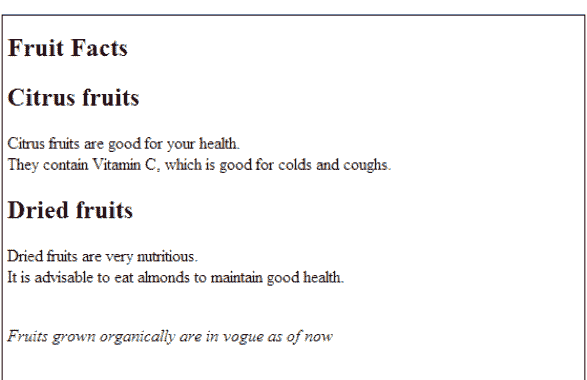 Fruit Facts
Citrus fruits
Citrus fruits are good for your health.
They contain Vitamin C, which is good for colds and coughs.
Dried fruits
Dried fruits are very nutritious.
It is advisable to eat almonds to maintain good health.
Fruits grown organically are in vogue as of now